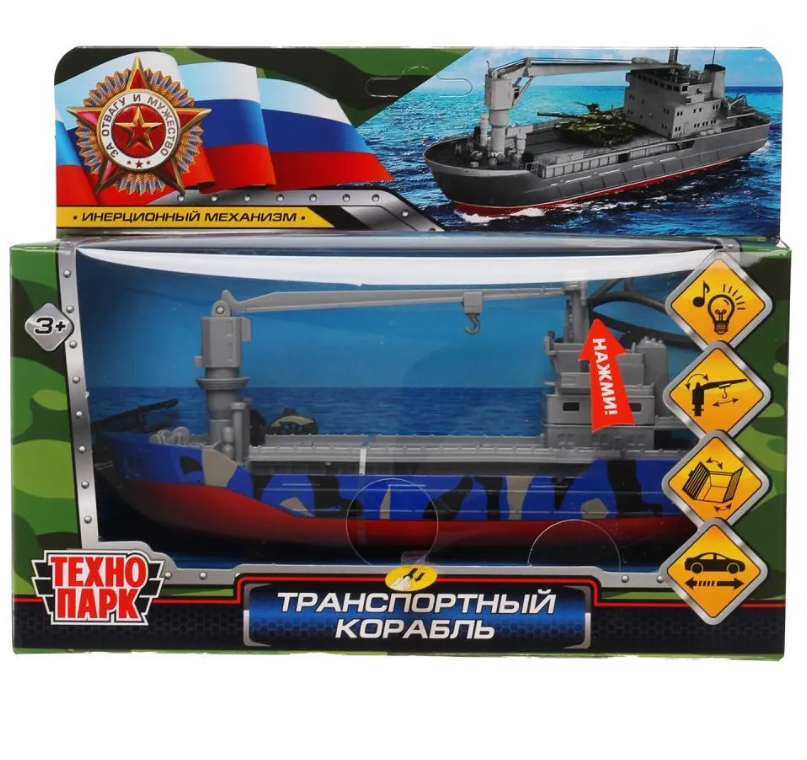 ЗА ОТВАГУ И МУЖЕСТВО
• ИНЕРЦИОННЫЙ МЕХАНИЗМ •
3+
НАЖМИ!
ТЕХНО
ПАРК
ТРАНСПОРТНЫЙ
КОРАБЛЬ